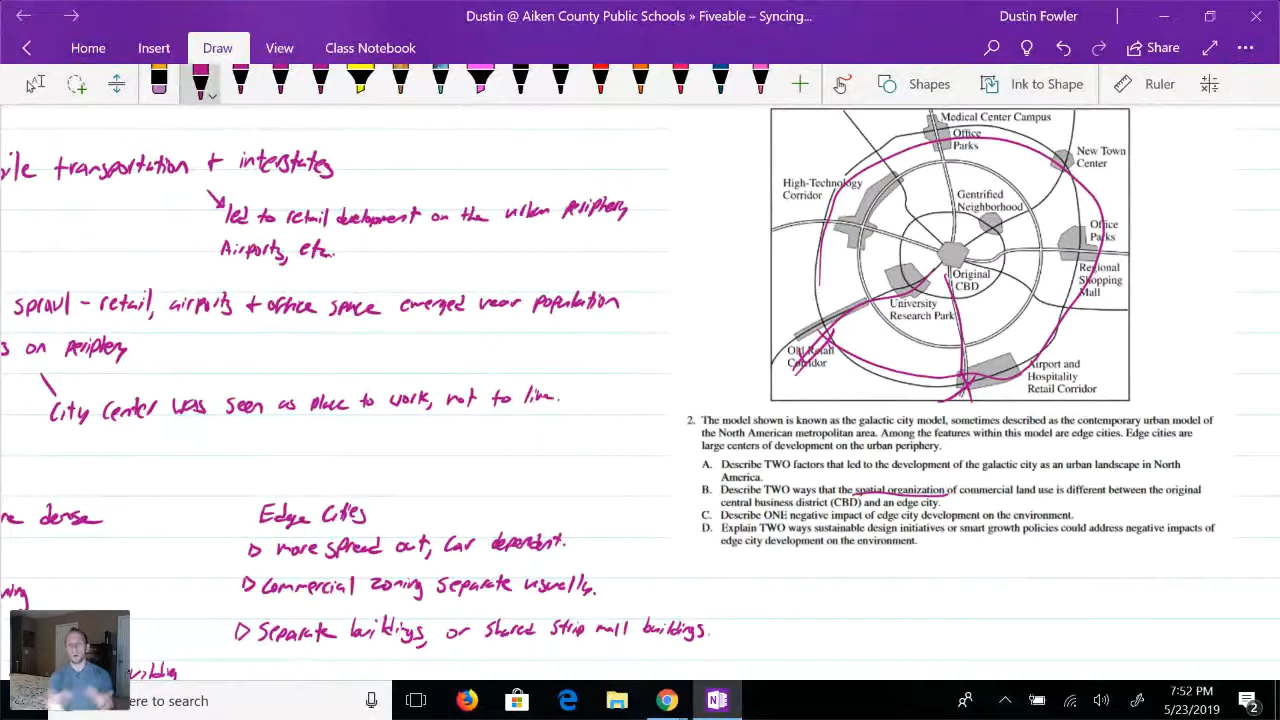 Dustin @ Aiken County Public Schools » Fiveable – Syncing...
Dustin Fowler
Home
Insert
Draw
View
Class Notebook
Share
Shapes
Ink to Shape
Ruler
ile transportation + interstates
led to retail development on the urban periphery
Airports, etc.
sprawl – retail, airports + office space emerged near population
s on periphery
City Center was seen as place to work, not to live.
re dense
ning
Edge Cities
more spread out, car dependent.
Commercial zoning separate usually.
Separate buildings, or shared strip mall buildings.
Medical Center Campus
Office
Parks
New Town
Center
High-Technology
Corridor
Gentrified
Neighborhood
Office
Parks
Original
CBD
Regional
Shopping
Mall
University
Research Park
Old Retail
Corridor
Airport and
Hospitality
Retail Corridor
2. The model shown is known as the galactic city model, sometimes described as the contemporary urban model of
the North American metropolitan area. Among the features within this model are edge cities. Edge cities are
large centers of development on the urban periphery.
A. Describe TWO factors that led to the development of the galactic city as an urban landscape in North
America.
B. Describe TWO ways that the spatial organization of commercial land use is different between the original
central business district (CBD) and an edge city.
C. Describe ONE negative impact of edge city development on the environment.
D. Explain TWO ways sustainable design initiatives or smart growth policies could address negative impacts of
edge city development on the environment.
ere to search
7:52 PM
5/23/2019
2